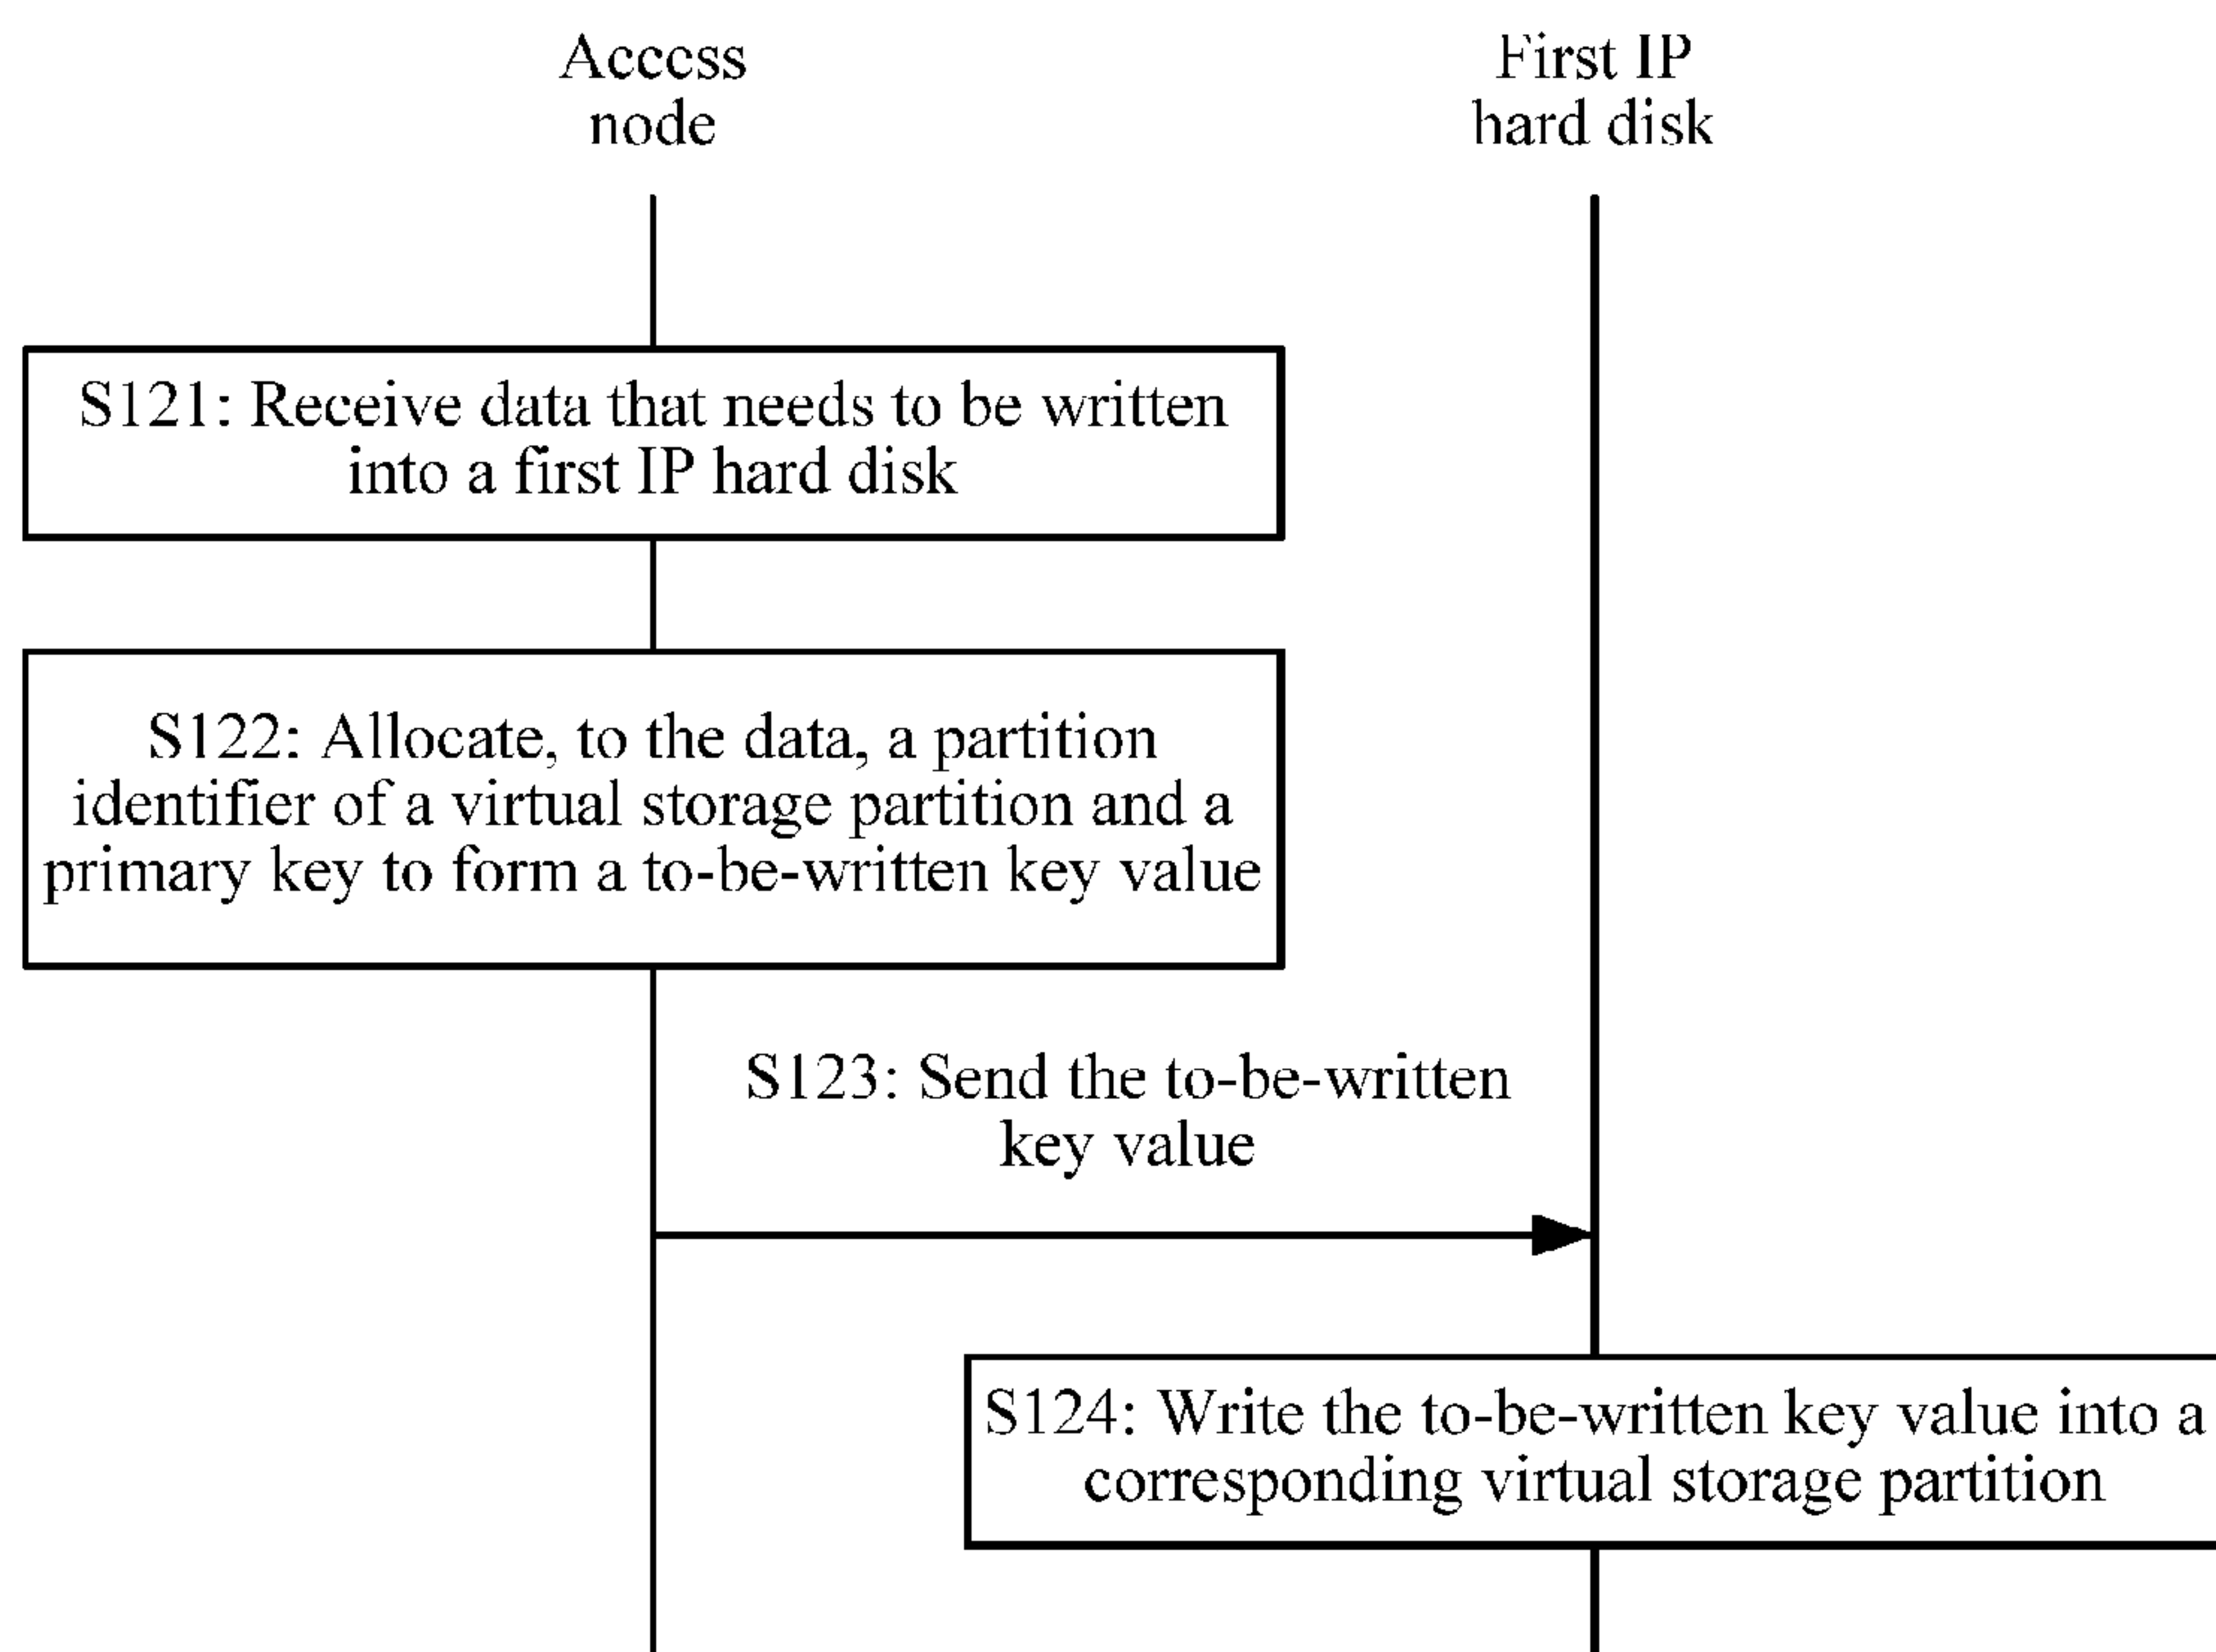 Access
node
First IP
hard disk
S121: Receive data that needs to be written
into a first IP hard disk
S122: Allocate, to the data, a partition
identifier of a virtual storage partition and a
primary key to form a to-be-written key value
S123: Send the to-be-written
key value
S124: Write the to-be-written key value into a
corresponding virtual storage partition